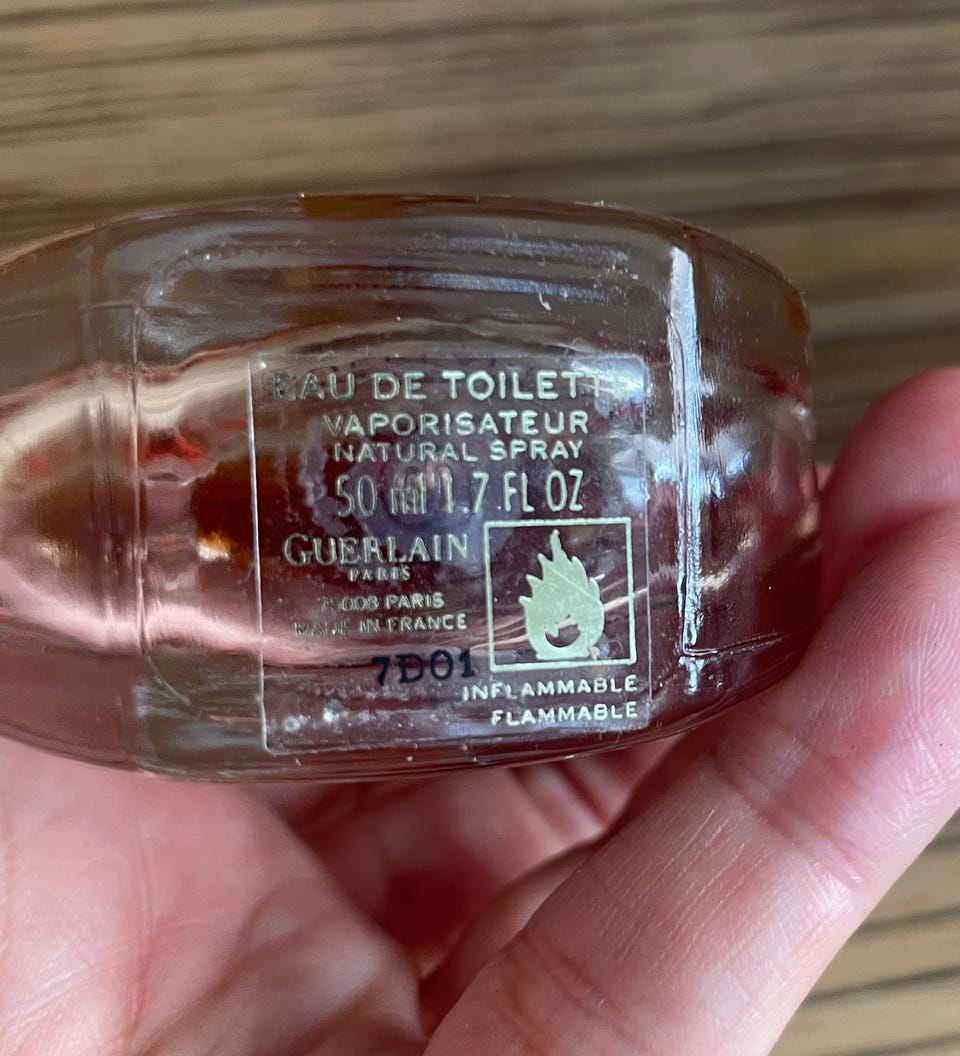 EAU DE TOILETTE
VAPORISATEUR
NATURAL SPRAY
50 ml 1.7 FL OZ
GUERLAIN
PARIS
75008 PARIS
MADE IN FRANCE
7D01
INFLAMMABLE
FLAMMABLE